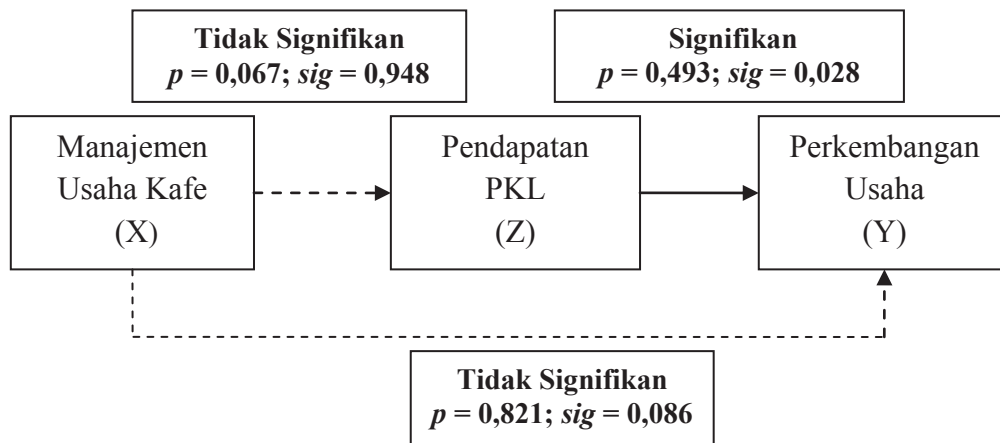 Tidak Signifikan
p = 0,067; sig = 0,948
Signifikan
p = 0,493; sig = 0,028
Manajemen
Usaha Kafe
(X)
Pendapatan
PKL
(Z)
Perkembangan
Usaha
(Y)
Tidak Signifikan
p = 0,821; sig = 0,086